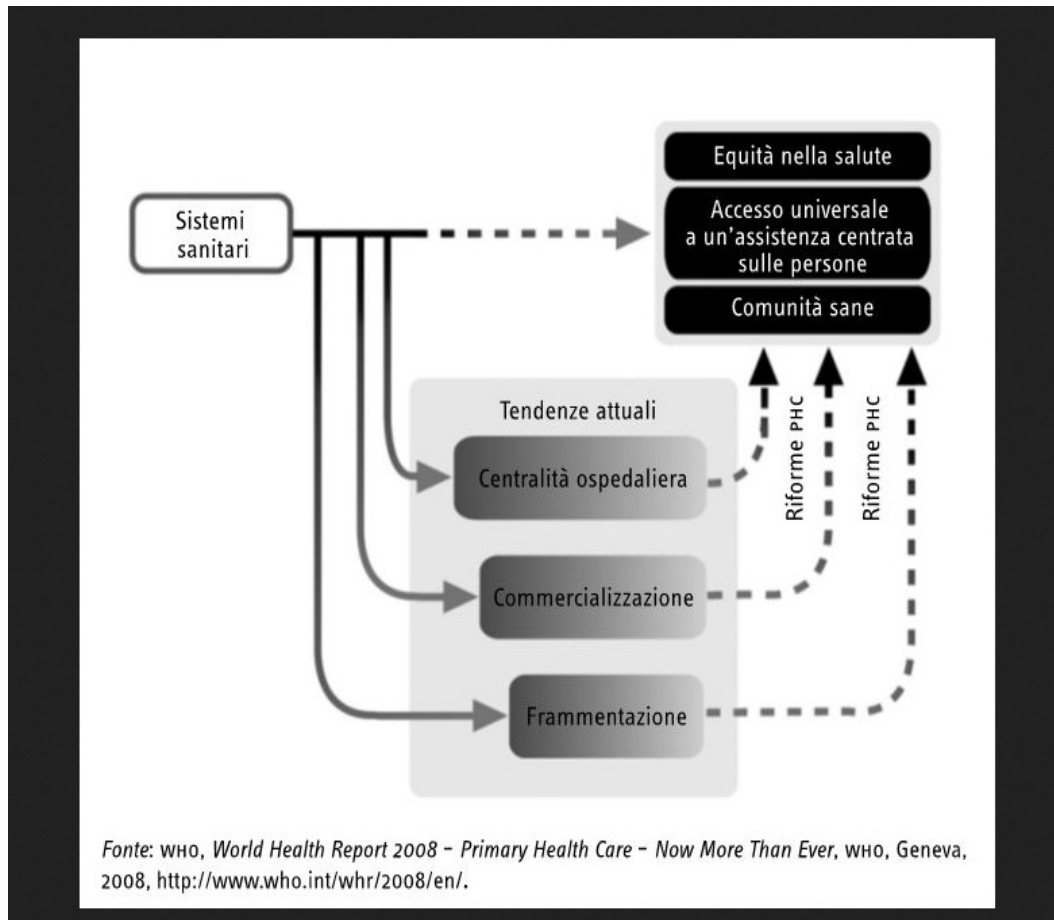 Equità nella salute
Accesso universale
a un'assistenza centrata
sulle persone
Comunità sane
Sistemi
sanitari
Tendenze attuali
Centralità ospedaliera
Commercializzazione
Frammentazione
Riforme PHC
Riforme PHC
Fonte: WHO, World Health Report 2008 – Primary Health Care – Now More Than Ever, WHO, Geneva,
2008, http://www.who.int/whr/2008/en/.